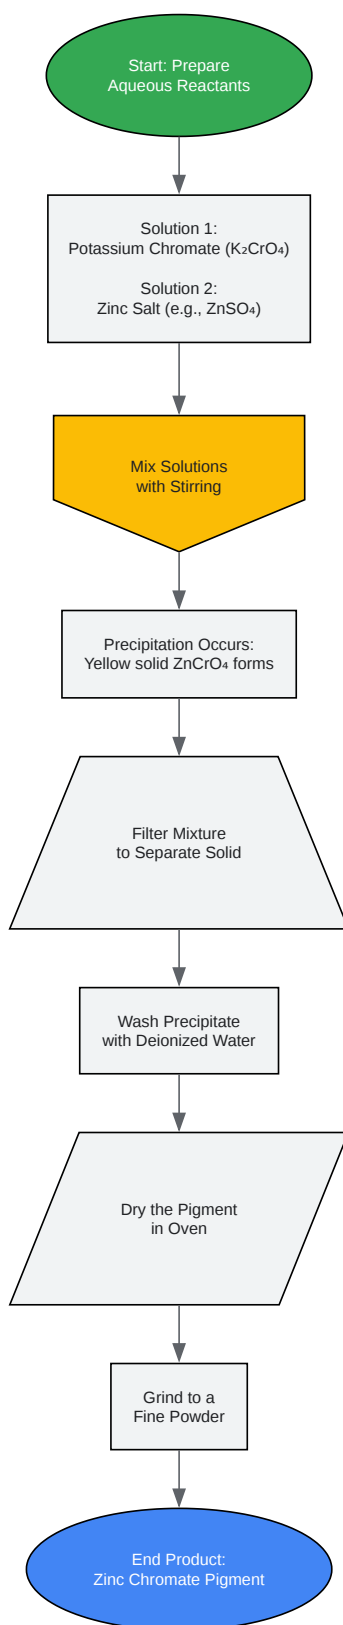 Start: Prepare
Aqueous Reactants
Solution 1:
Potassium Chromate (K₂CrO₄)
Solution 2:
Zinc Salt (e.g., ZnSO₄)
Mix Solutions
with Stirring
Precipitation Occurs:
Yellow solid ZnCrO₄ forms
Filter Mixture
to Separate Solid
Wash Precipitate
with Deionized Water
Dry the Pigment
in Oven
Grind to a
Fine Powder
End Product:
Zinc Chromate Pigment